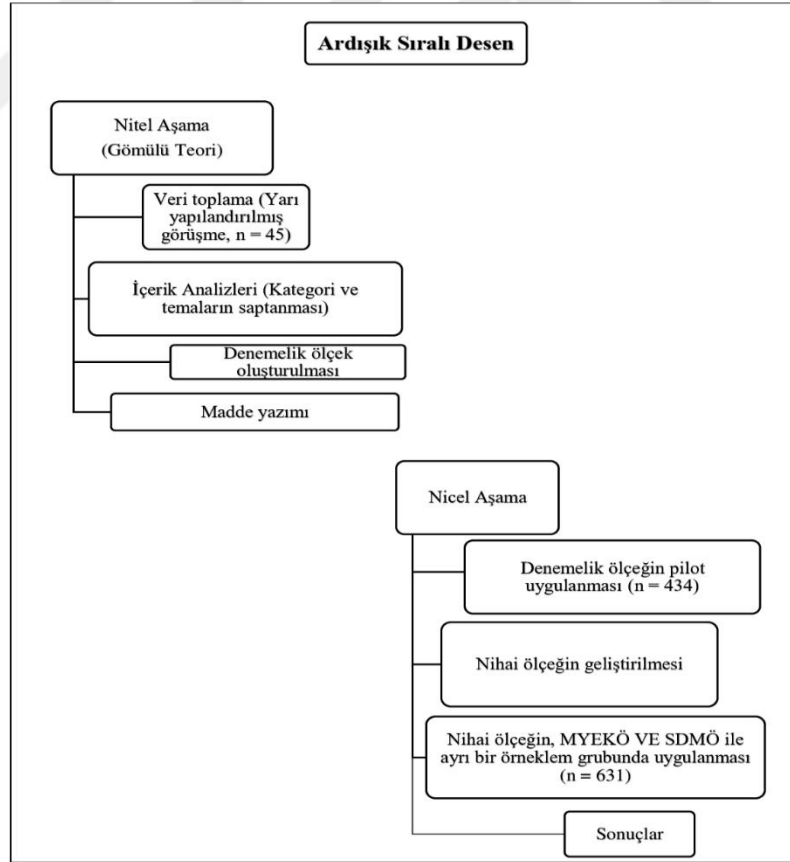 Ardışık Sıralı Desen
Nitel Aşama
(Gömülü Teori)
Veri toplama (Yarı
yapılandırılmış
görüşme, n = 45)
İçerik Analizleri (Kategori ve
temaların saptanması)
Denemelik ölçek
oluşturulması
Madde yazımı
Nicel Aşama
Denemelik ölçeğin pilot
uygulanması (n = 434)
Nihai ölçeğin geliştirilmesi
Nihai ölçeğin, MYEKÖ VE SDMÖ ile
ayrı bir örneklem grubunda uygulanması
(n = 631)
Sonuçlar